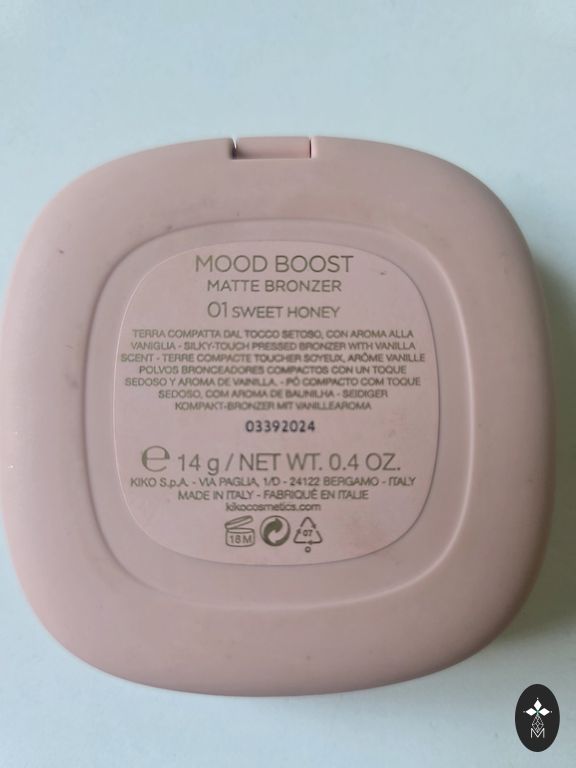 MOOD BOOST
MATTE BRONZER
01 SWEET HONEY
TERRA COMPATTA DAL TOCCO SETOSO, CON AROMA ALLA
VANIGLIA - SILKY-TOUCH PRESSED BRONZER WITH VANILLA
SCENT - TERRE COMPACTE TOUCHER SOYEUX, ARÔME VANILLE
POLVOS BRONCEADORES COMPACTOS CON UN TOQUE
SEDOSO Y AROMA DE VAINILLA. - PÓ COMPACTO COM TOQUE
SEDOSO, COM AROMA DE BAUNILHA - SEIDIGER
KOMPAKT-BRONZER MIT VANILLEAROMA
03392024
℮ 14 g / NET WT. 0.4 OZ.
KIKO S.p.A. - VIA PAGLIA, 1/D - 24122 BERGAMO - ITALY
MADE IN ITALY - FABRIQUÉ EN ITALIE
kikocosmetics.com
18 M 07
M